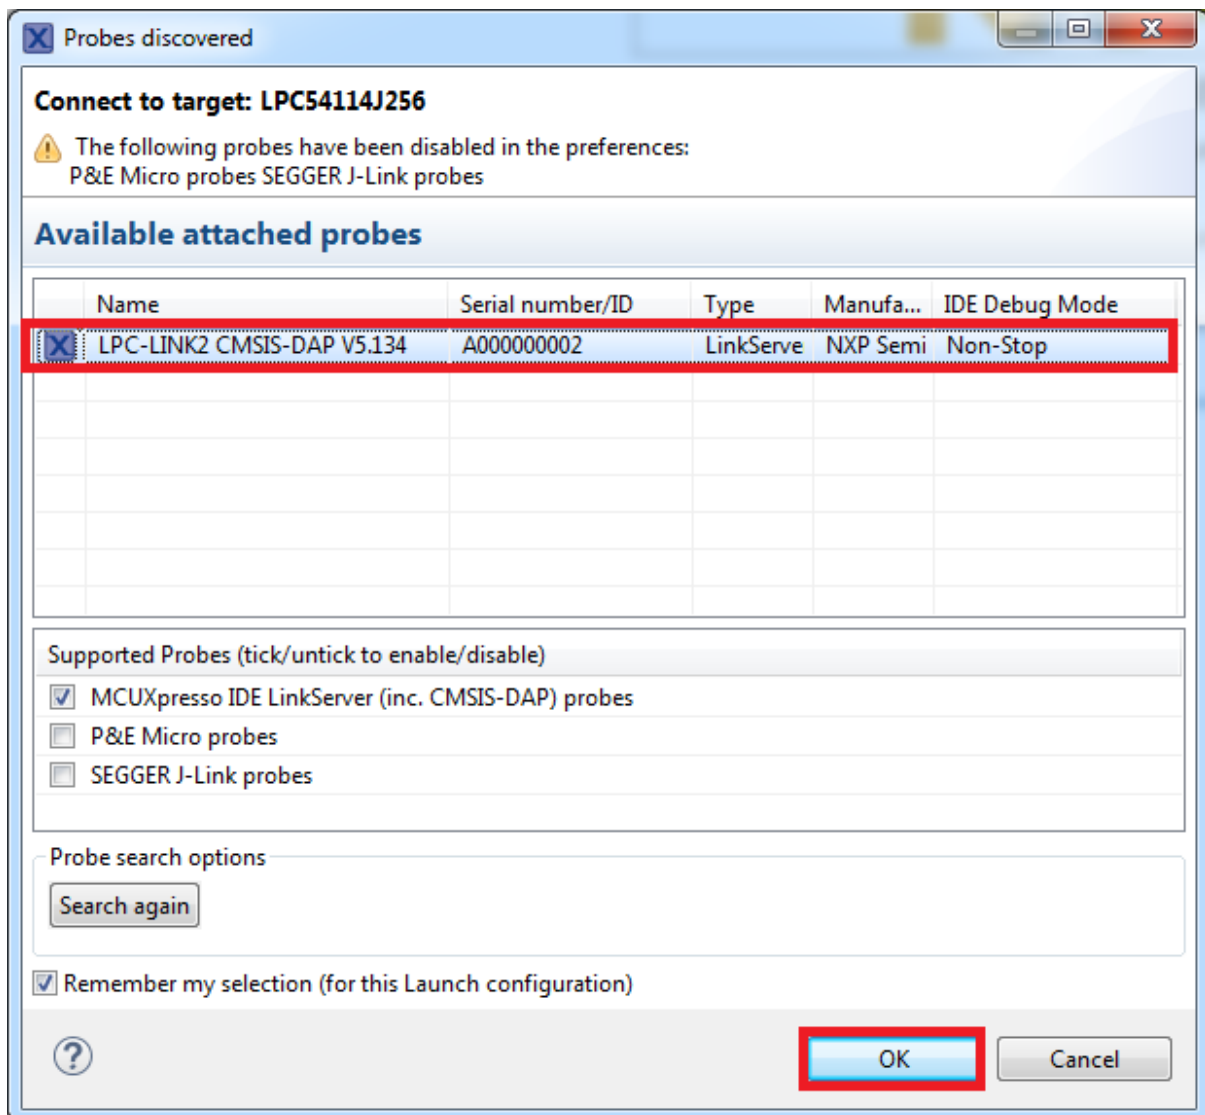 Probes discovered
Connect to target: LPC54114J256
The following probes have been disabled in the preferences:
P&E Micro probes SEGGER J-Link probes
Available attached probes
Name Serial number/ID Type Manufa... IDE Debug Mode
LPC-LINK2 CMSIS-DAP V5.134 A000000002 LinkServe NXP Semi Non-Stop
Supported Probes (tick/untick to enable/disable)
MCUXpresso IDE LinkServer (inc. CMSIS-DAP) probes
P&E Micro probes
SEGGER J-Link probes
Probe search options
Search again
Remember my selection (for this Launch configuration)
OK Cancel